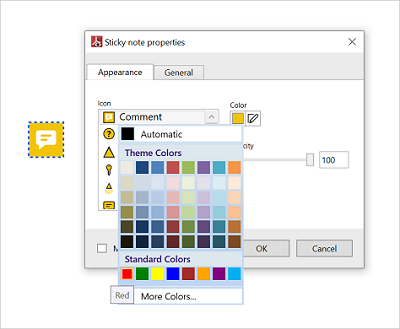 Sticky note properties
Appearance
General
Icon
Color
Comment
Automatic
Theme Colors
100
OK
Cancel
Standard Colors
Red
More Colors...